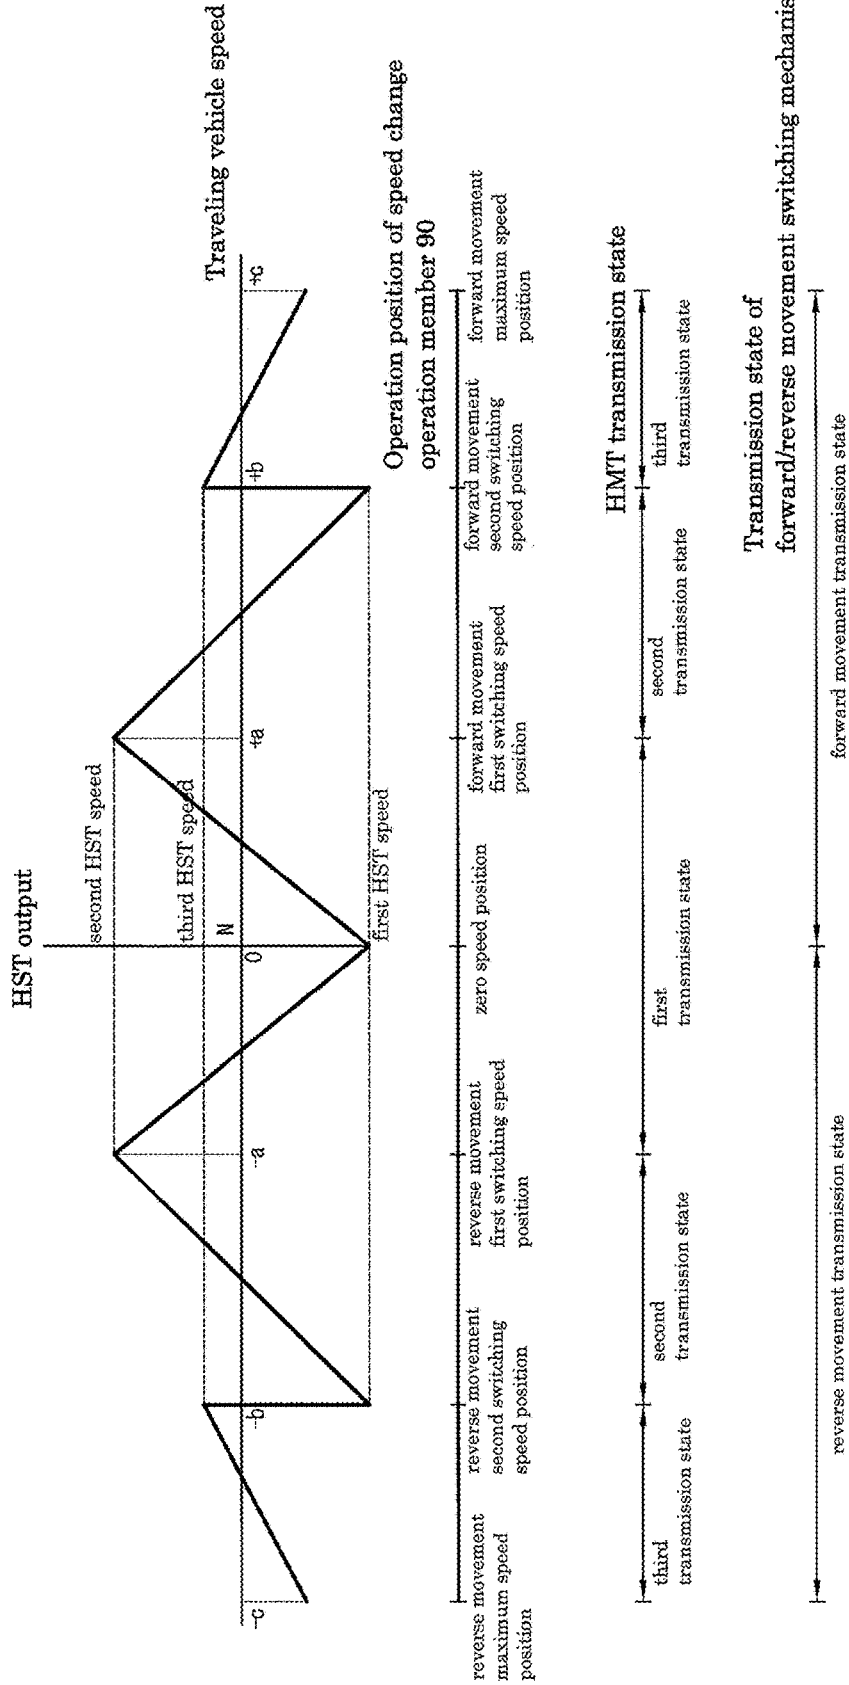 HST output
second HST speed
third HST speed
N
first HST speed
Traveling vehicle speed
-c
-b
-a
0
+a
+b
+c
Operation position of speed change
operation member 90
reverse movement
maximum speed
position
reverse movement
second switching
speed position
reverse movement
first switching speed
position
zero speed position
forward movement
first switching speed
position
forward movement
second switching
speed position
forward movement
maximum speed
position
HMT transmission state
third
transmission state
second
transmission state
first
transmission state
second
transmission state
third
transmission state
Transmission state of
forward/reverse movement switching mechanis
reverse movement transmission state
forward movement transmission state